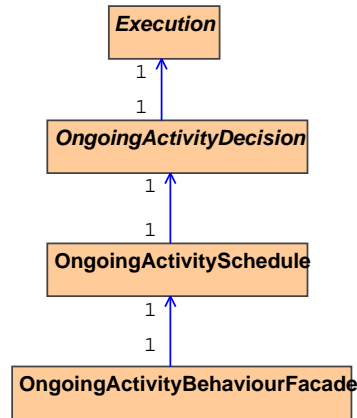 Execution
1
1
OngoingActivityDecision
1
1
OngoingActivitySchedule
1
1
OngoingActivityBehaviourFacade